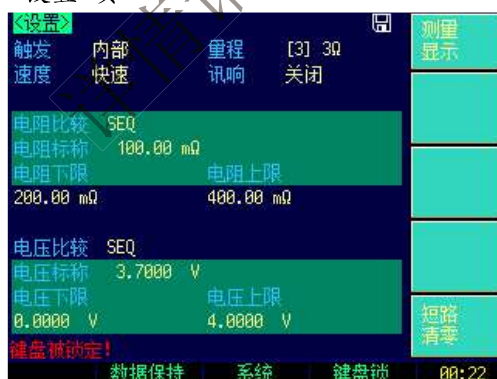 <设置>
触发 内部 量程 [3] 3Ω
速度 快速 讯响 关闭
电阻比较 SEQ
电阻标称 100.00 mΩ
电阻下限 电阻上限
200.00 mΩ 400.00 mΩ
电压比较 SEQ
电压标称 3.7000 V
电压下限 电压上限
0.0000 V 4.0000 V
键盘被锁定!
测量
显示
短路
清零
数据保持 系统 键盘锁 00:22